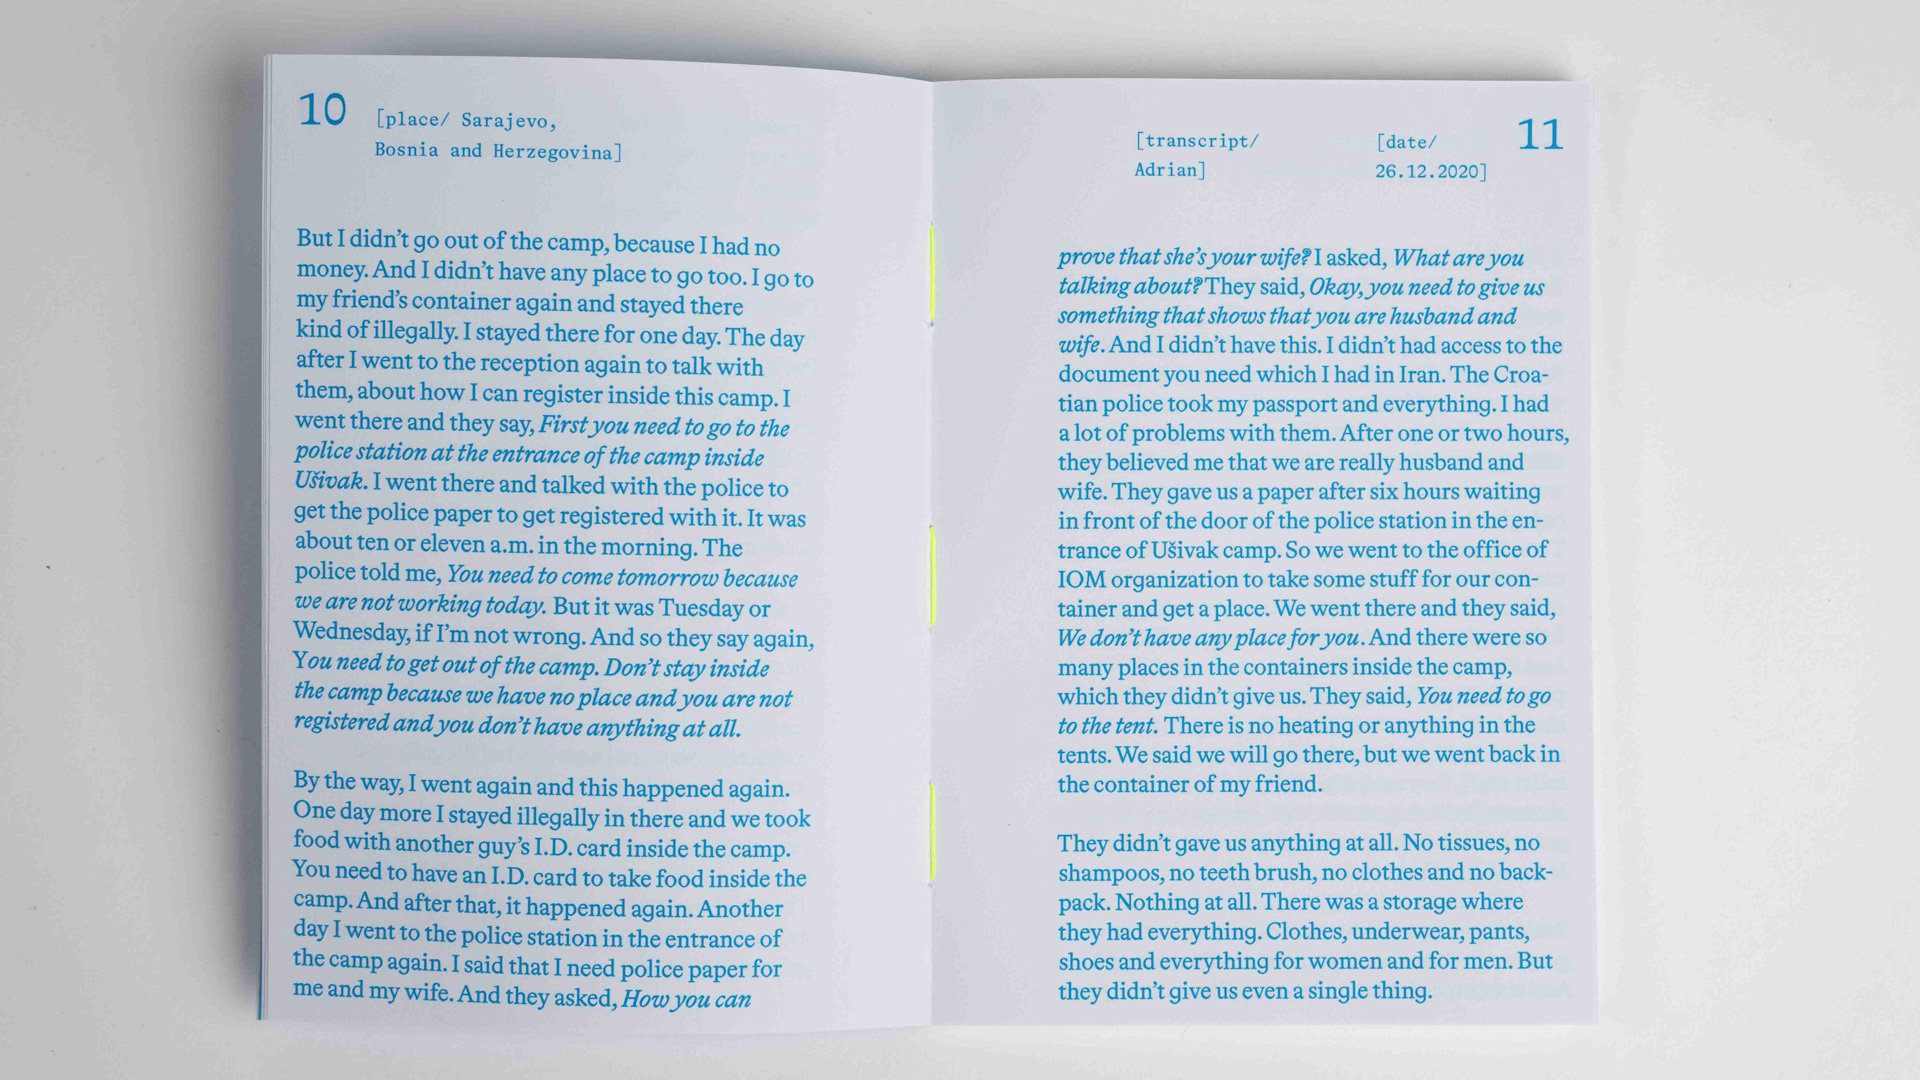 10
[place/ Sarajevo,
Bosnia and Herzegovina]
But I didn't go out of the camp, because I had no
money. And I didn't have any place to go too. I go to
my friend's container again and stayed there
kind of illegally. I stayed there for one day. The day
after I went to the reception again to talk with
them, about how I can register inside this camp. I
went there and they say, First you need to go to the
police station at the entrance of the camp inside
Ušivak. I went there and talked with the police to
get the police paper to get registered with it. It was
about ten or eleven a.m. in the morning. The
police told me, You need to come tomorrow because
we are not working today. But it was Tuesday or
Wednesday, if I'm not wrong. And so they say again,
You need to get out of the camp. Don't stay inside
the camp because we have no place and you are not
registered and you don't have anything at all.
By the way, I went again and this happened again.
One day more I stayed illegally in there and we took
food with another guy's I.D. card inside the camp.
You need to have an I.D. card to take food inside the
camp. And after that, it happened again. Another
day I went to the police station in the entrance of
the camp again. I said that I need police paper for
me and my wife. And they asked, How you can
[transcript/
Adrian]
[date/
26.12.2020]
11
prove that she's your wife? I asked, What are you
talking about? They said, Okay, you need to give us
something that shows that you are husband and
wife. And I didn't have this. I didn't had access to the
document you need which I had in Iran. The Croa-
tian police took my passport and everything. I had
a lot of problems with them. After one or two hours,
they believed me that we are really husband and
wife. They gave us a paper after six hours waiting
in front of the door of the police station in the en-
trance of Ušivak camp. So we went to the office of
IOM organization to take some stuff for our con-
tainer and get a place. We went there and they said,
We don't have any place for you. And there were so
many places in the containers inside the camp,
which they didn't give us. They said, You need to go
to the tent. There is no heating or anything in the
tents. We said we will go there, but we went back in
the container of my friend.
They didn't gave us anything at all. No tissues, no
shampoos, no teeth brush, no clothes and no back-
pack. Nothing at all. There was a storage where
they had everything. Clothes, underwear, pants,
shoes and everything for women and for men. But
they didn't give us even a single thing.